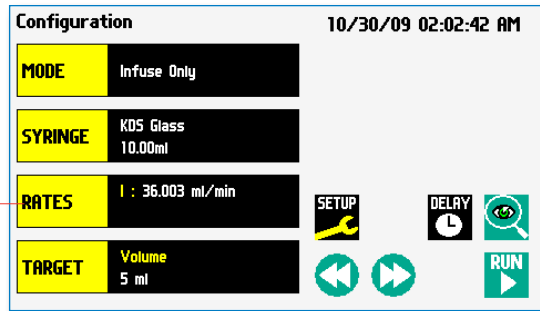 Configuration
10/30/09 02:02:42 AM
MODE
Infuse Only
SYRINGE
KDS Glass
10.00ml
RATES
I : 36.003 ml/min
TARGET
Volume
5 ml
SETUP
DELAY
RUN